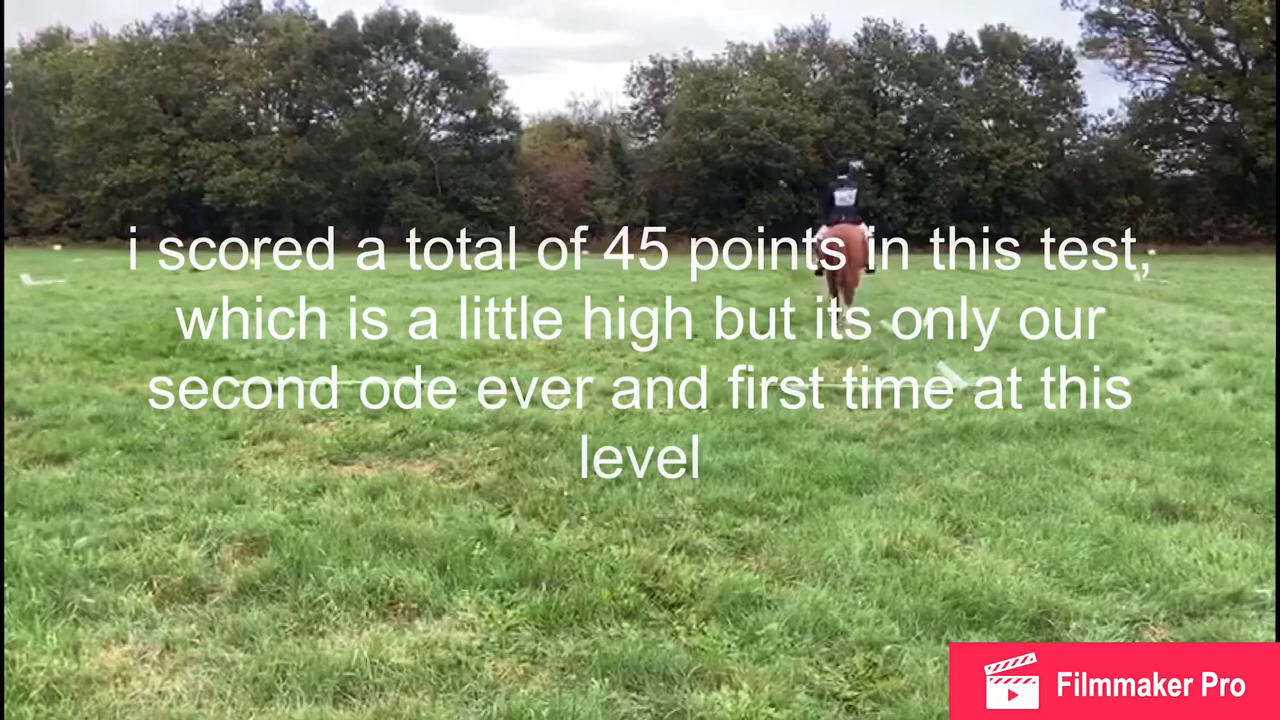 i scored a total of 45 points in this test,
which is a little high but its only our
second ode ever and first time at this
level
Filmmaker Pro